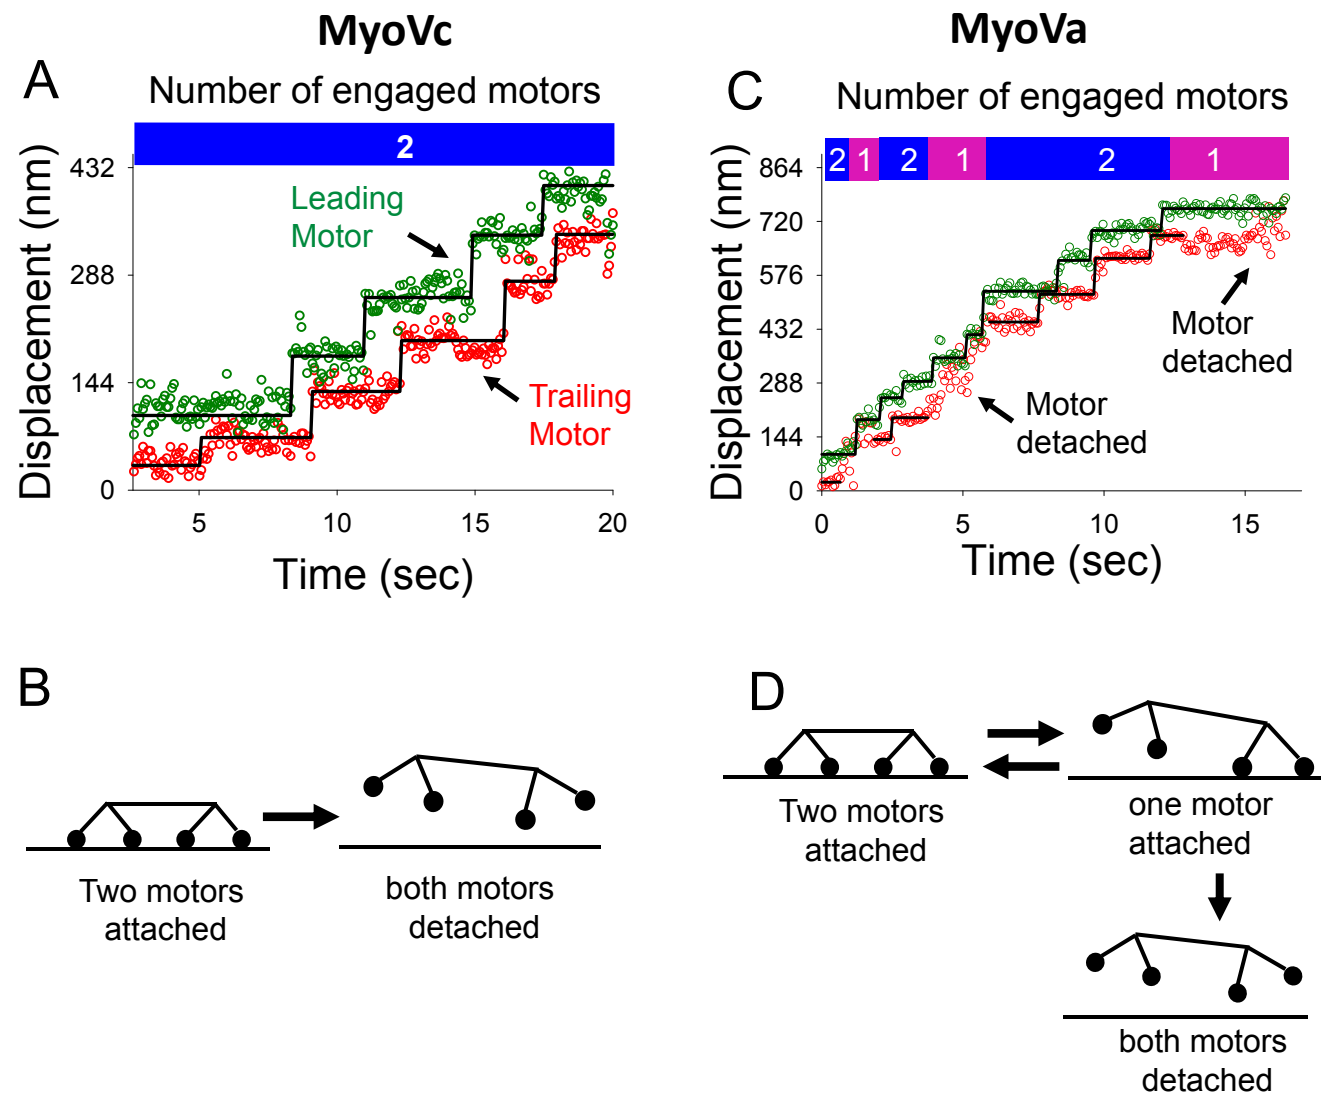 MyoVc
A
Number of engaged motors
2
432
288
144
0
Displacement (nm)
Leading
Motor
Trailing
Motor
5
10
15
20
Time (sec)
MyoVa
C
Number of engaged motors
2
1
2
1
2
1
864
720
576
432
288
144
0
Displacement (nm)
Motor
detached
Motor
detached
0
5
10
15
Time (sec)
B
Two motors
attached
both motors
detached
D
Two motors
attached
one motor
attached
both motors
detached